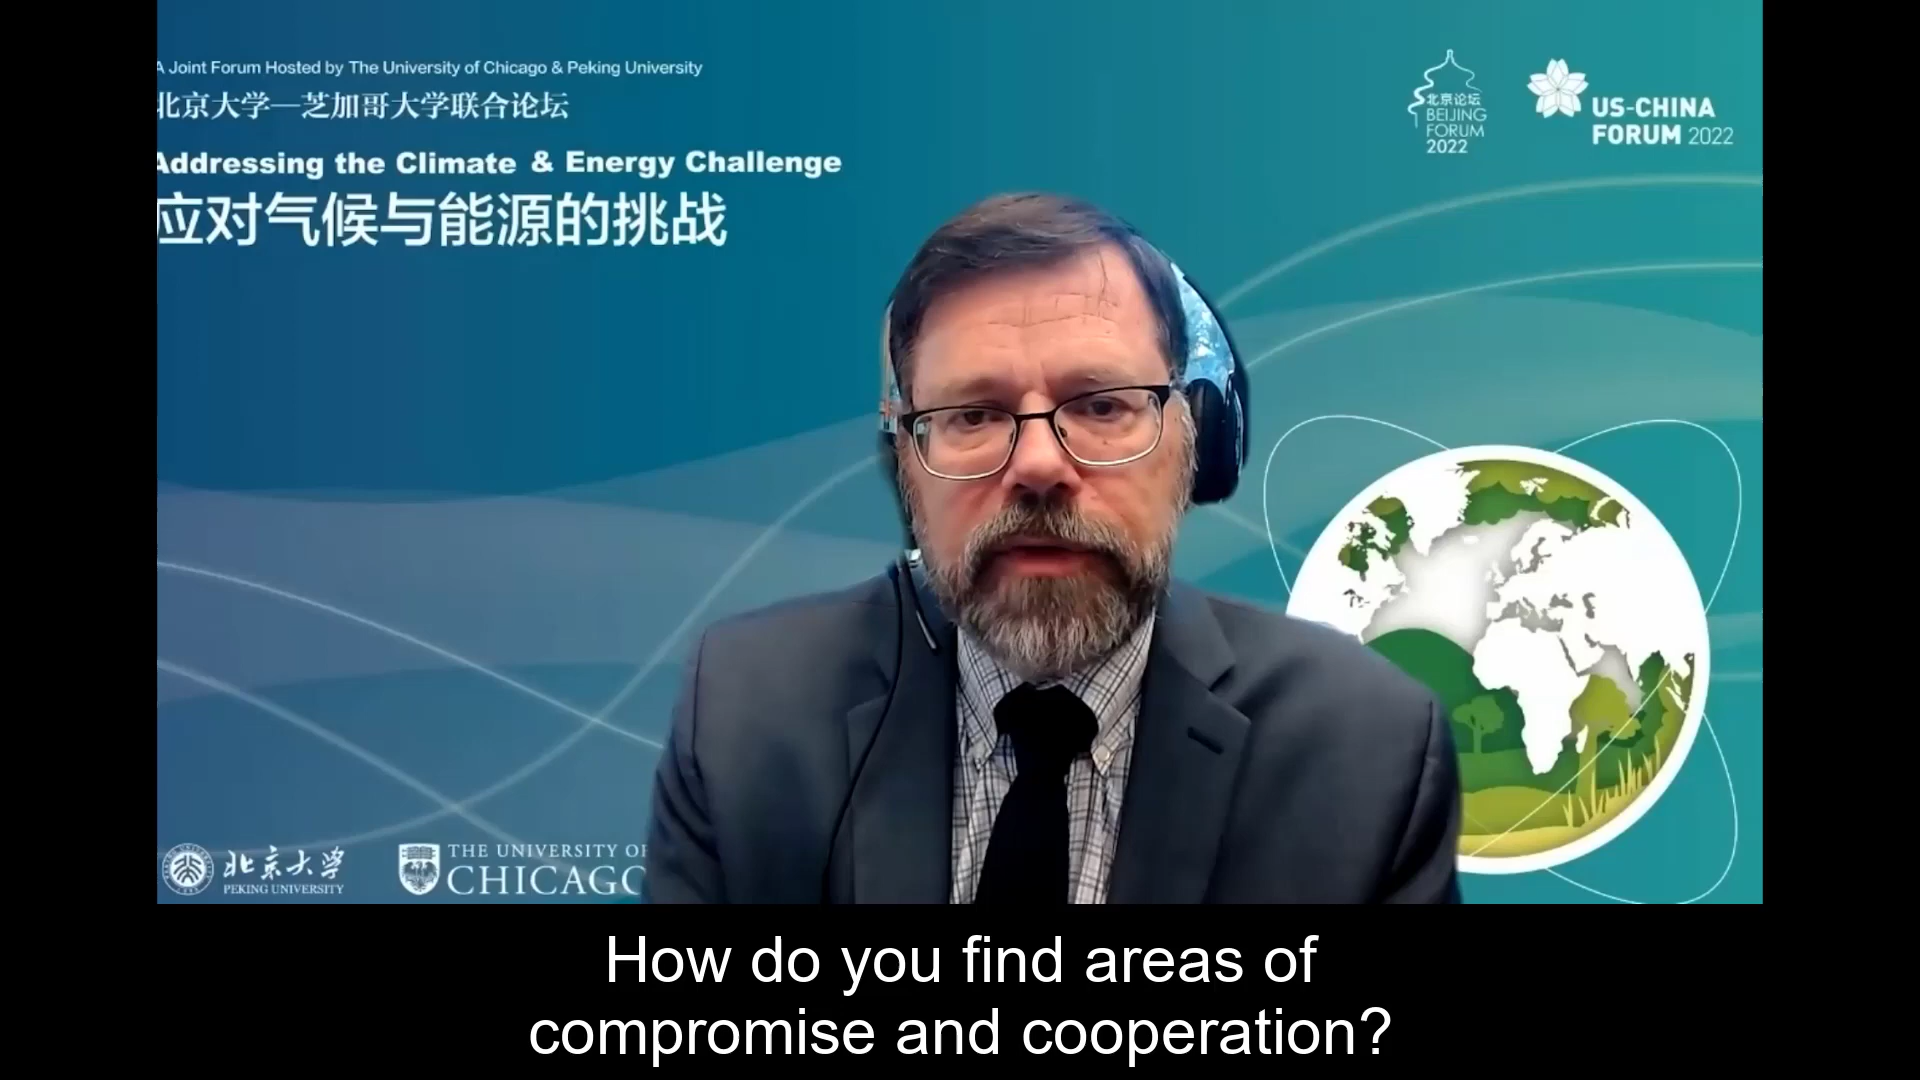 A Joint Forum Hosted by The University of Chicago & Peking University
北京大学—芝加哥大学联合论坛
Addressing the Climate & Energy Challenge
应对气候与能源的挑战
北京论坛
BEIJING
FORUM
2022
US-CHINA
FORUM 2022
北京大学
PEKING UNIVERSITY
THE UNIVERSITY OF
CHICAGO
How do you find areas of
compromise and cooperation?